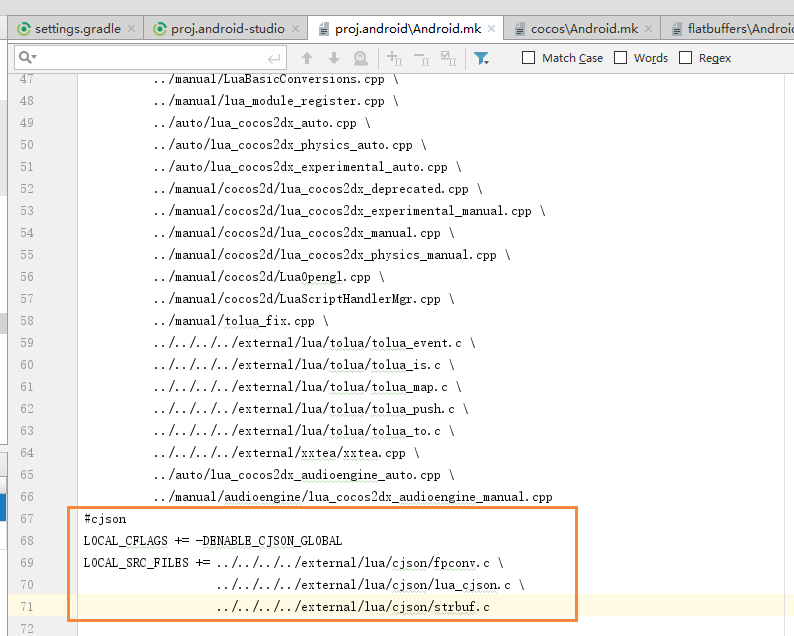 settings.gradle proj.android-studio proj.android\Android.mk cocos\Android.mk flatbuffers\Android
Match Case Words Regex
47 ../manual/LuaBasicConversions.cpp \
48 ../manual/lua_module_register.cpp \
49 ../auto/lua_cocos2dx_auto.cpp \
50 ../auto/lua_cocos2dx_physics_auto.cpp \
51 ../auto/lua_cocos2dx_experimental_auto.cpp \
52 ../manual/cocos2d/lua_cocos2dx_deprecated.cpp \
53 ../manual/cocos2d/lua_cocos2dx_experimental_manual.cpp \
54 ../manual/cocos2d/lua_cocos2dx_manual.cpp \
55 ../manual/cocos2d/lua_cocos2dx_physics_manual.cpp \
56 ../manual/cocos2d/LuaOpengl.cpp \
57 ../manual/cocos2d/LuaScriptHandlerMgr.cpp \
58 ../manual/tolua_fix.cpp \
59 ../../../../external/lua/tolua/tolua_event.c \
60 ../../../../external/lua/tolua/tolua_is.c \
61 ../../../../external/lua/tolua/tolua_map.c \
62 ../../../../external/lua/tolua/tolua_push.c \
63 ../../../../external/lua/tolua/tolua_to.c \
64 ../../../../external/xxtea/xxtea.cpp \
65 ../auto/lua_cocos2dx_audioengine_auto.cpp \
66 ../manual/audioengine/lua_cocos2dx_audioengine_manual.cpp
67 #cjson
68 LOCAL_CFLAGS += -DENABLE_CJSON_GLOBAL
69 LOCAL_SRC_FILES += ../../../../external/lua/cjson/fpconv.c \
70 ../../../../external/lua/cjson/lua_cjson.c \
71 ../../../../external/lua/cjson/strbuf.c
72